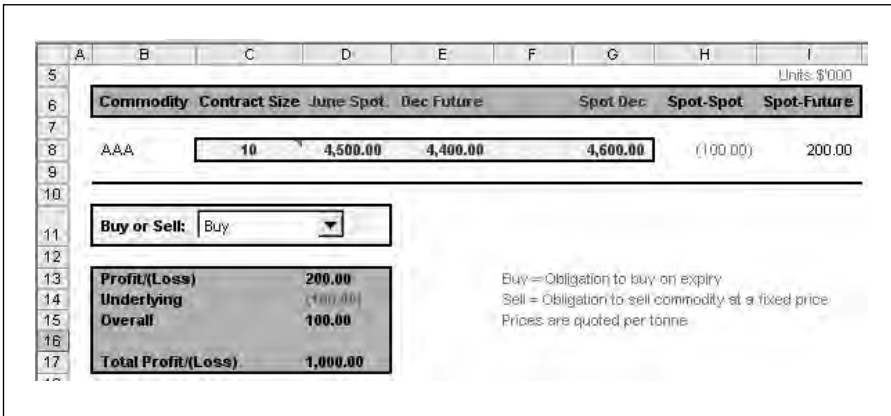 A B C D E F G H I
5 Units: $'000
6 Commodity Contract Size June Spot Dec Future Spot Dec Spot-Spot Spot-Future
7
8 AAA 10 4,500.00 4,400.00 4,600.00 (100.00) 200.00
9
10
11 Buy or Sell: Buy
12
13 Profit/(Loss) 200.00 Buy = Obligation to buy on expiry
14 Underlying (100.00) Sell = Obligation to sell commodity at a fixed price
15 Overall 100.00 Prices are quoted per tonne
16
17 Total Profit/(Loss) 1,000.00